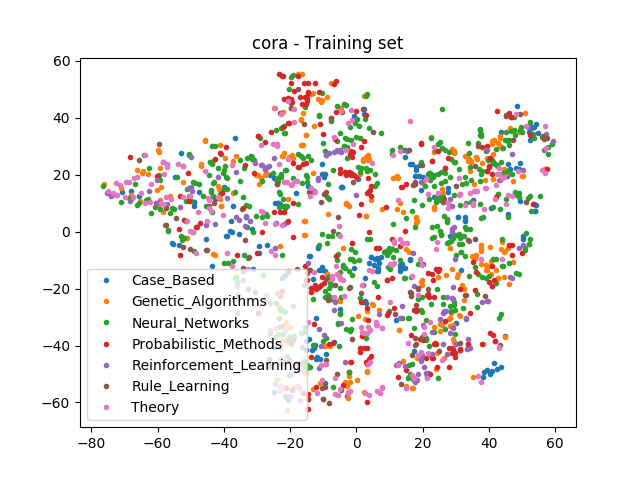 cora - Training set
60
40
20
0
−20
−40
−60
Case_Based
Genetic_Algorithms
Neural_Networks
Probabilistic_Methods
Reinforcement_Learning
Rule_Learning
Theory
−80 −60 −40 −20 0 20 40 60